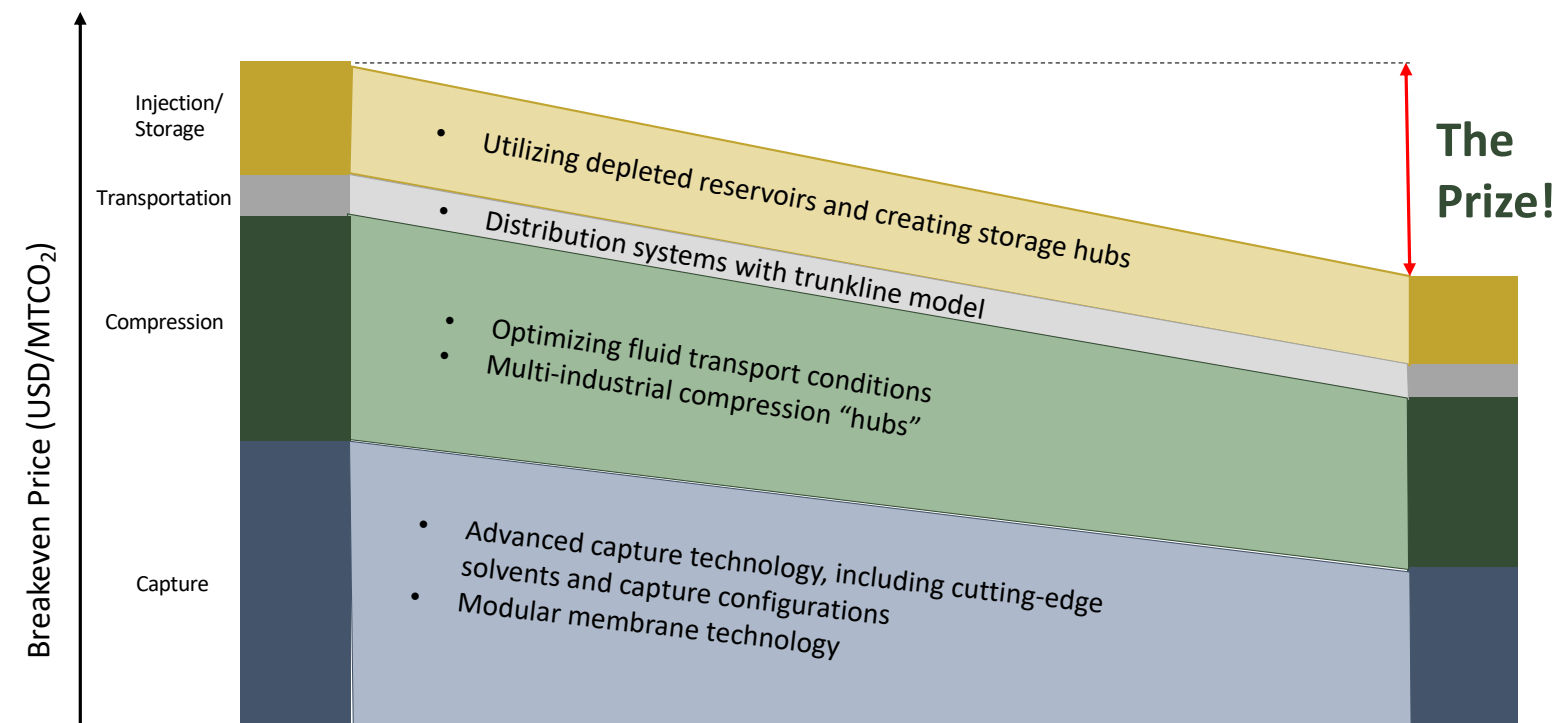 Breakeven Price (USD/MTCO₂)
Injection/
Storage
Transportation
Compression
Capture
• Utilizing depleted reservoirs and creating storage hubs
• Distribution systems with trunkline model
• Optimizing fluid transport conditions
• Multi-industrial compression “hubs”
• Advanced capture technology, including cutting-edge
solvents and capture configurations
• Modular membrane technology
The
Prize!